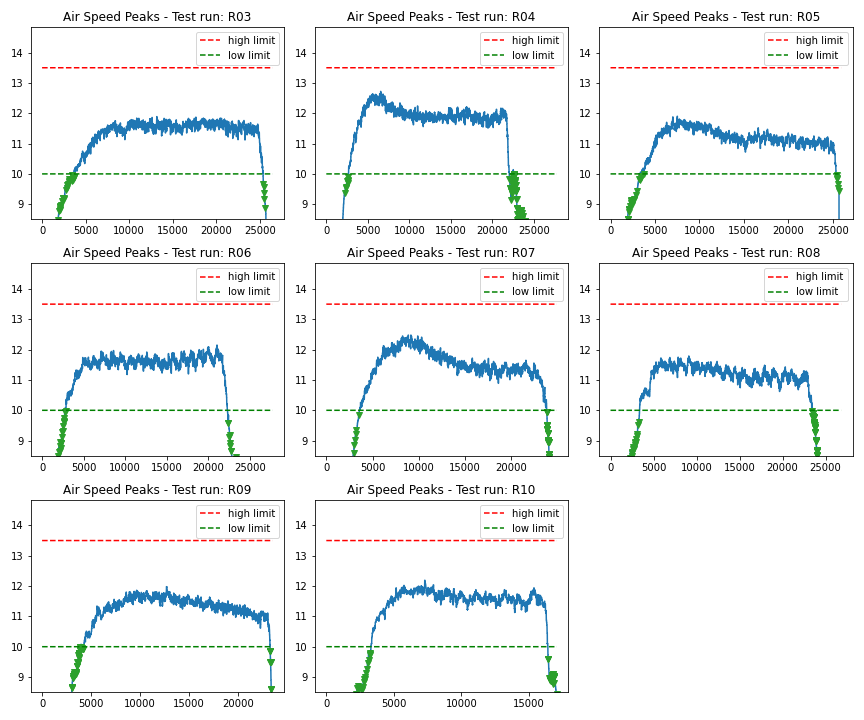 Air Speed Peaks - Test run: R03
high limit
low limit
14
13
12
11
10
9
0 5000 10000 15000 20000 25000
Air Speed Peaks - Test run: R04
high limit
low limit
14
13
12
11
10
9
0 5000 10000 15000 20000 25000
Air Speed Peaks - Test run: R05
high limit
low limit
14
13
12
11
10
9
0 5000 10000 15000 20000 25000
Air Speed Peaks - Test run: R06
high limit
low limit
14
13
12
11
10
9
0 5000 10000 15000 20000 25000
Air Speed Peaks - Test run: R07
high limit
low limit
14
13
12
11
10
9
0 5000 10000 15000 20000
Air Speed Peaks - Test run: R08
high limit
low limit
14
13
12
11
10
9
0 5000 10000 15000 20000 25000
Air Speed Peaks - Test run: R09
high limit
low limit
14
13
12
11
10
9
0 5000 10000 15000 20000
Air Speed Peaks - Test run: R10
high limit
low limit
14
13
12
11
10
9
0 5000 10000 15000